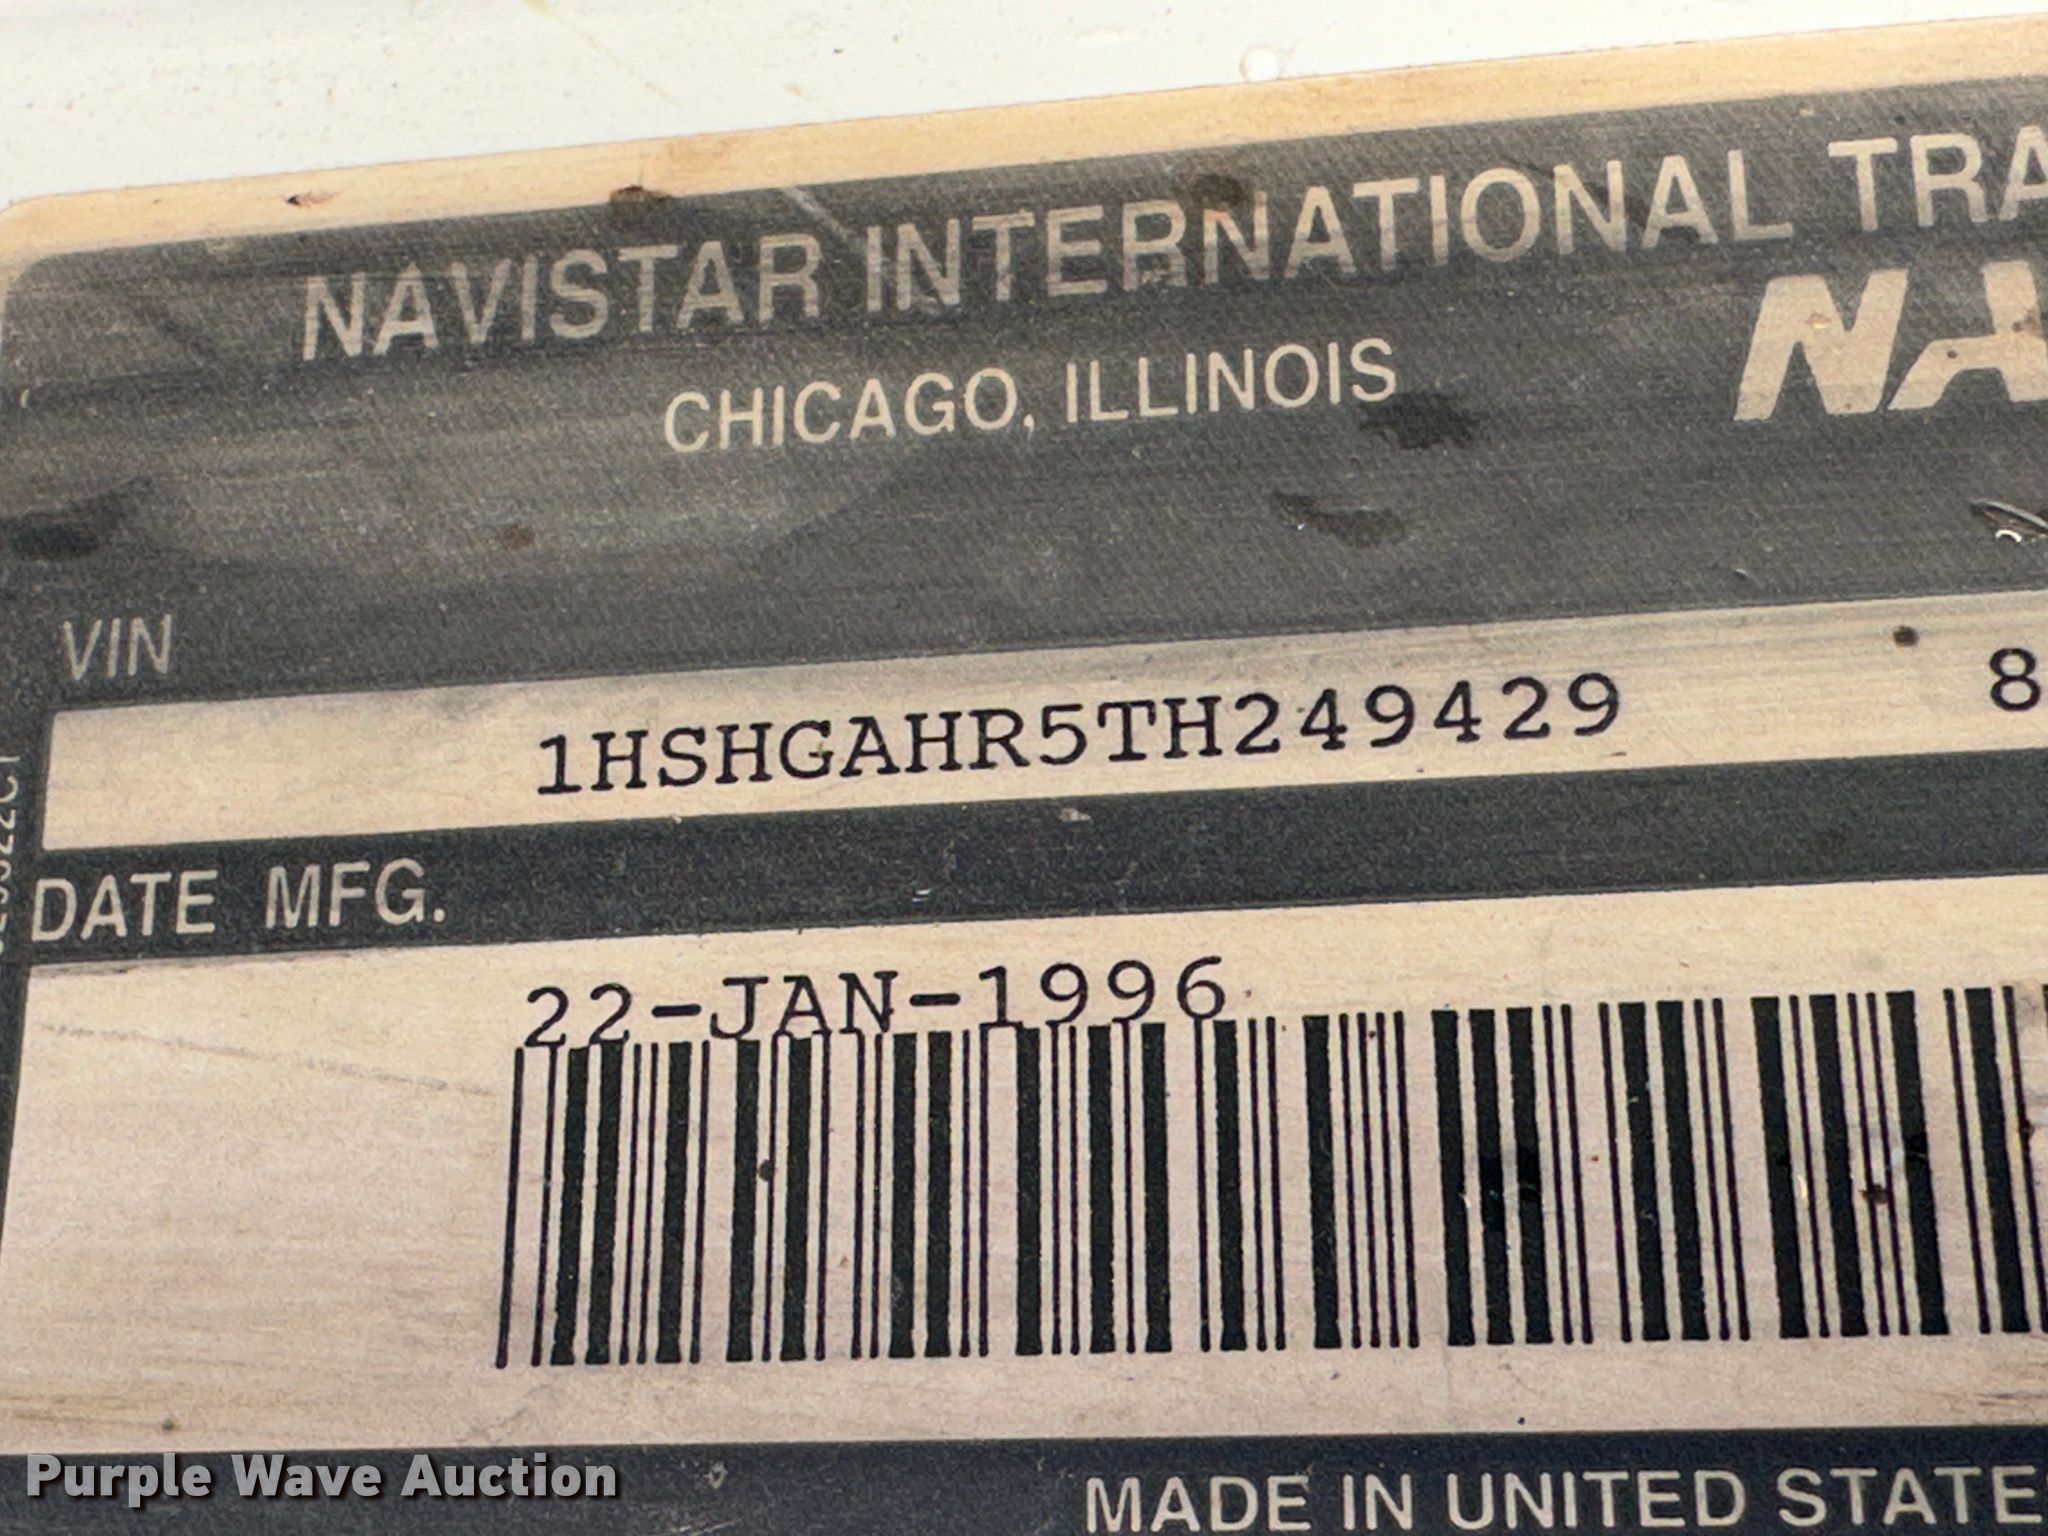 NAVISTAR INTERNATIONAL TRA
CHICAGO, ILLINOIS
NA
VIN
1HSHGAHR5TH249429 8
DATE MFG.
22-JAN-1996
MADE IN UNITED STATE
Purple Wave Auction